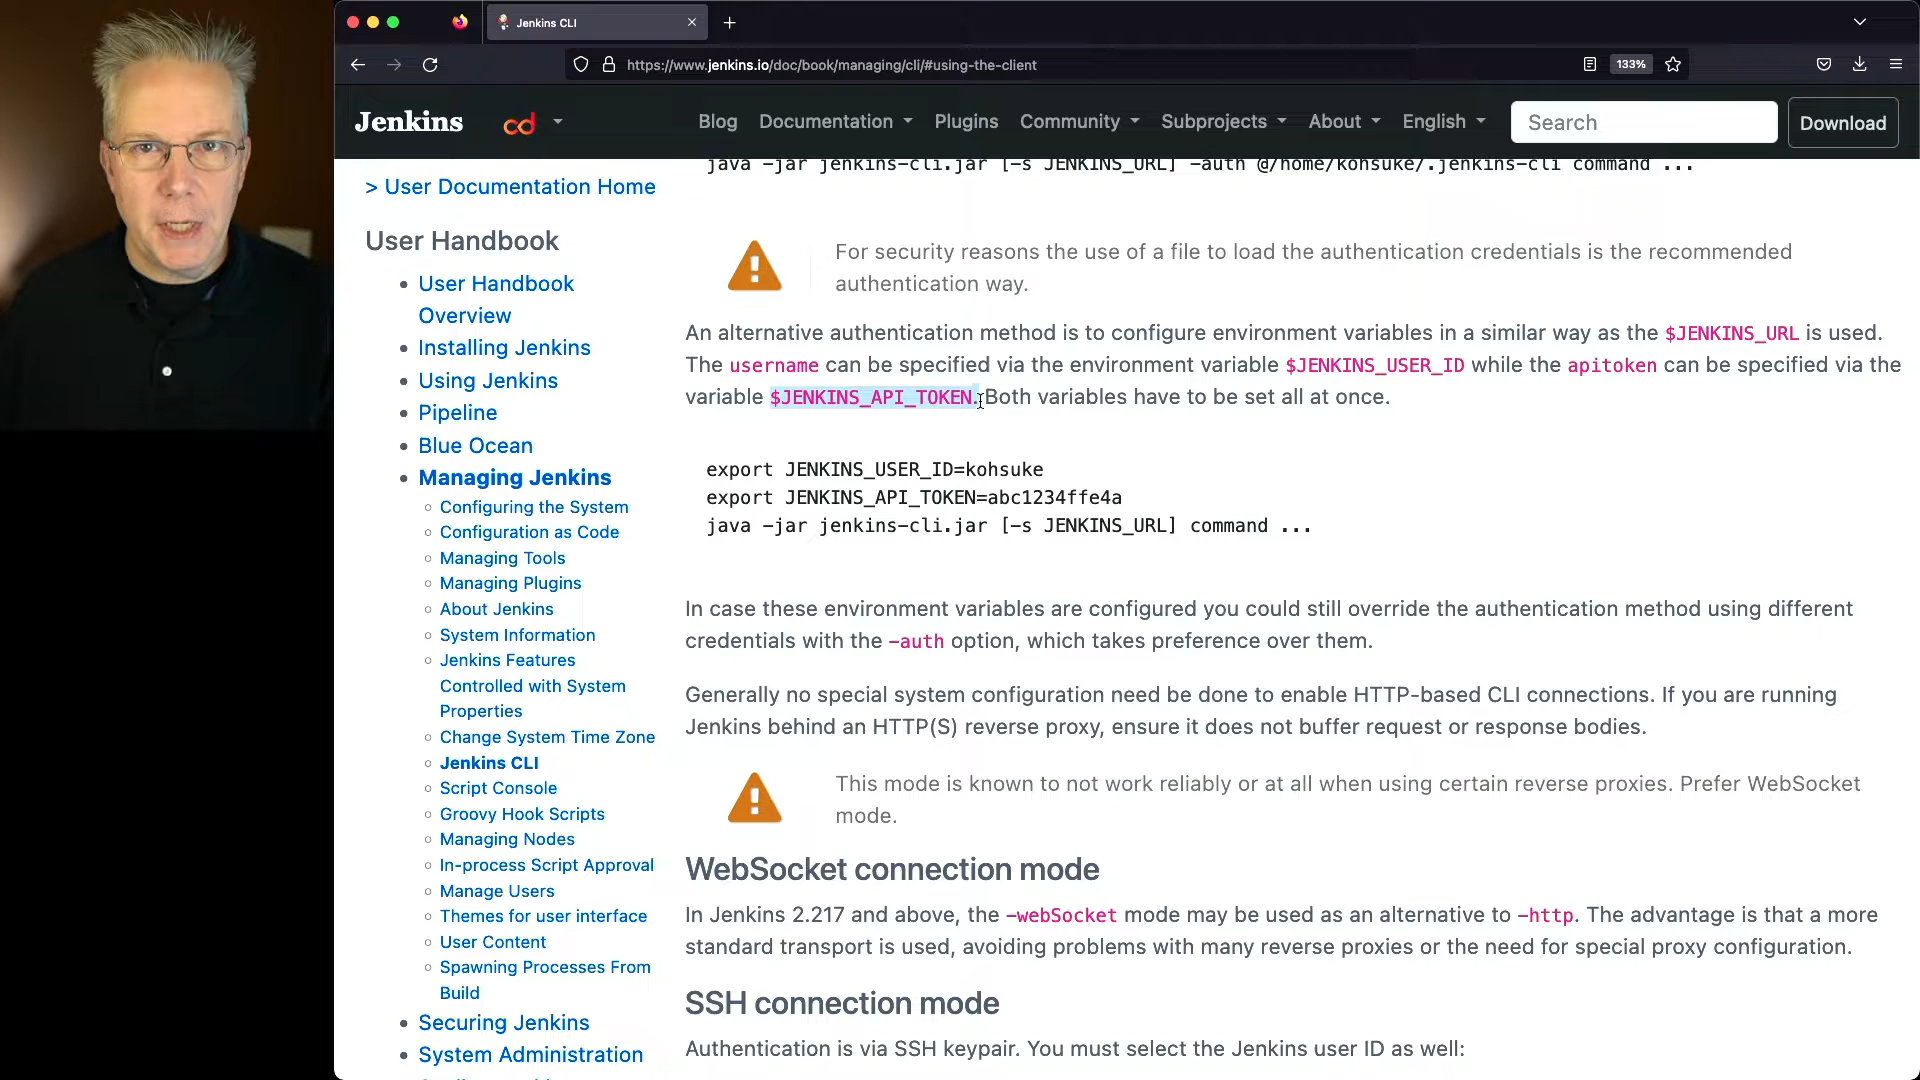 Jenkins CLI
https://www.jenkins.io/doc/book/managing/cli/#using-the-client
133%
Jenkins
cd
Blog
Documentation
Plugins
Community
Subprojects
About
English
Search
Download
> User Documentation Home
User Handbook
User Handbook
Overview
Installing Jenkins
Using Jenkins
Pipeline
Blue Ocean
Managing Jenkins
Configuring the System
Configuration as Code
Managing Tools
Managing Plugins
About Jenkins
System Information
Jenkins Features
Controlled with System
Properties
Change System Time Zone
Jenkins CLI
Script Console
Groovy Hook Scripts
Managing Nodes
In-process Script Approval
Manage Users
Themes for user interface
User Content
Spawning Processes From
Build
Securing Jenkins
System Administration
java -jar jenkins-cli.jar [-s JENKINS_URL] -auth @/home/kohsuke/.jenkins-cli command ...
For security reasons the use of a file to load the authentication credentials is the recommended
authentication way.
An alternative authentication method is to configure environment variables in a similar way as the $JENKINS_URL is used.
The username can be specified via the environment variable $JENKINS_USER_ID while the apitoken can be specified via the
variable $JENKINS_API_TOKEN. Both variables have to be set all at once.
export JENKINS_USER_ID=kohsuke
export JENKINS_API_TOKEN=abc1234ffe4a
java -jar jenkins-cli.jar [-s JENKINS_URL] command ...
In case these environment variables are configured you could still override the authentication method using different
credentials with the -auth option, which takes preference over them.
Generally no special system configuration need be done to enable HTTP-based CLI connections. If you are running
Jenkins behind an HTTP(S) reverse proxy, ensure it does not buffer request or response bodies.
This mode is known to not work reliably or at all when using certain reverse proxies. Prefer WebSocket
mode.
WebSocket connection mode
In Jenkins 2.217 and above, the -webSocket mode may be used as an alternative to -http. The advantage is that a more
standard transport is used, avoiding problems with many reverse proxies or the need for special proxy configuration.
SSH connection mode
Authentication is via SSH keypair. You must select the Jenkins user ID as well: